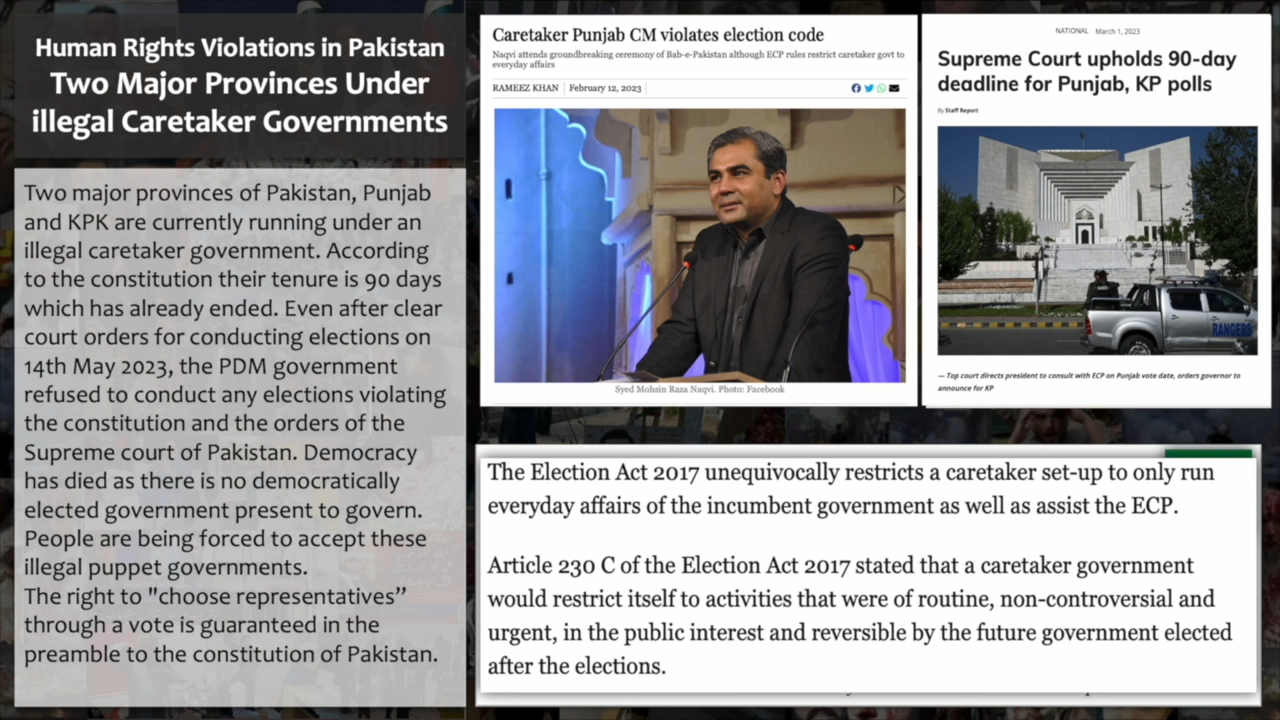 Human Rights Violations in Pakistan
Two Major Provinces Under
illegal Caretaker Governments
Two major provinces of Pakistan, Punjab
and KPK are currently running under an
illegal caretaker government. According
to the constitution their tenure is 90 days
which has already ended. Even after clear
court orders for conducting elections on
14th May 2023, the PDM government
refused to conduct any elections violating
the constitution and the orders of the
Supreme court of Pakistan. Democracy
has died as there is no democratically
elected government present to govern.
People are being forced to accept these
illegal puppet governments.
The right to "choose representatives”
through a vote is guaranteed in the
preamble to the constitution of Pakistan.
Caretaker Punjab CM violates election code
Naqvi attends groundbreaking ceremony of Bab-e-Pakistan although ECP rules restrict caretaker govt to
everyday affairs
RAMEEZ KHAN February 12, 2023
Syed Mohsin Raza Naqvi. Photo: Facebook
NATIONAL March 1, 2023
Supreme Court upholds 90-day
deadline for Punjab, KP polls
By Staff Report
RANGERS
— Top court directs president to consult with ECP on Punjab vote date, orders governor to
announce for KP
The Election Act 2017 unequivocally restricts a caretaker set-up to only run
everyday affairs of the incumbent government as well as assist the ECP.
Article 230 C of the Election Act 2017 stated that a caretaker government
would restrict itself to activities that were of routine, non-controversial and
urgent, in the public interest and reversible by the future government elected
after the elections.